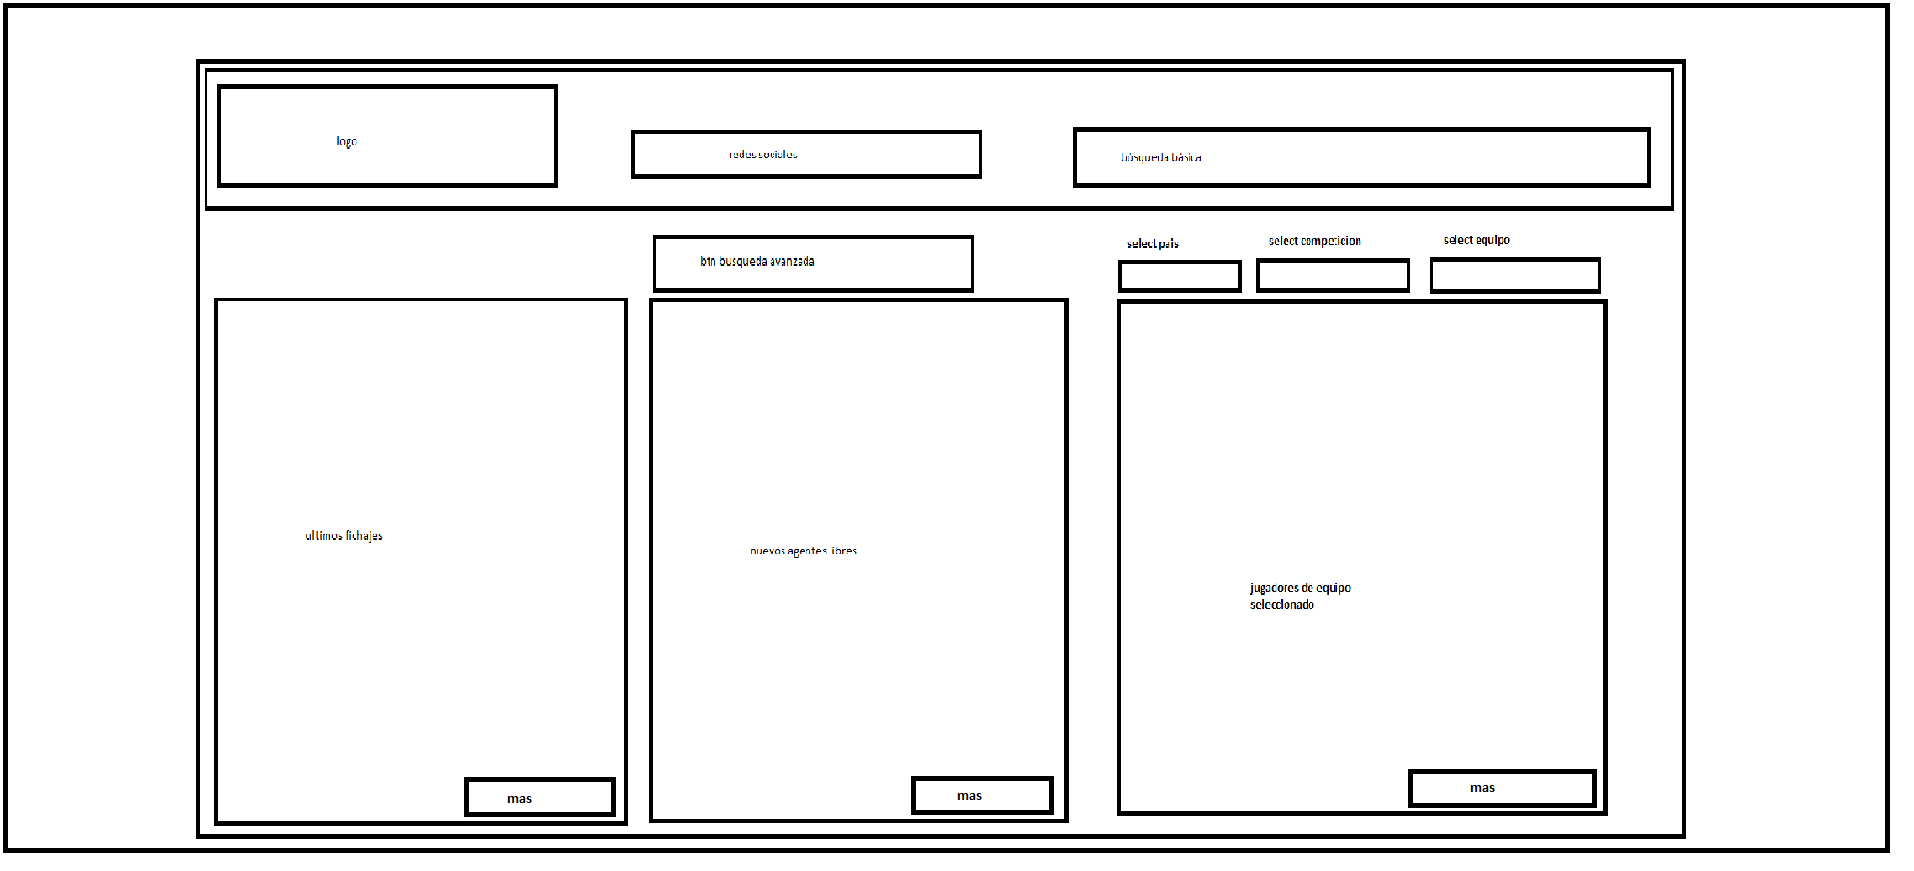 logo
redes sociales
búsqueda básica
btn busqueda avanzada
select pais
select competicion
select equipo
ultimos fichajes
nuevos agentes libres
jugadores de equipo
seleccionado
mas
mas
mas